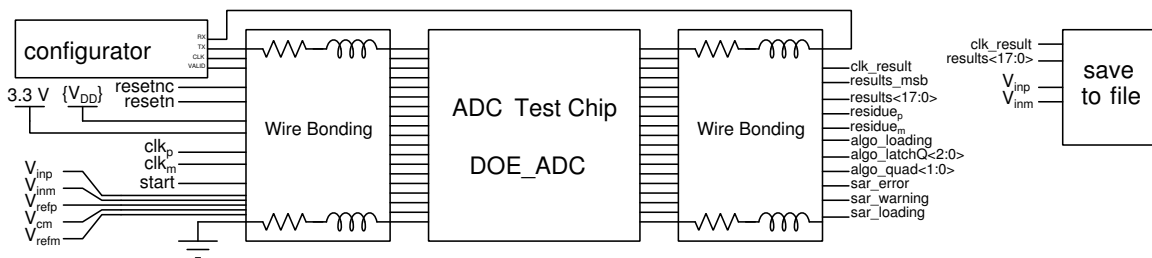 configurator
RX
TX
CLK
VALID
resetnc
resetn
3.3 V
{V_DD}
clk_p
clk_m
start
V_inp
V_inm
V_refp
V_cm
V_refm
Wire Bonding
ADC Test Chip
DOE_ADC
Wire Bonding
clk_result
results_msb
results<17:0>
residue_p
residue_m
algo_loading
algo_latchQ<2:0>
algo_quad<1:0>
sar_error
sar_warning
sar_loading
clk_result
results<17:0>
V_inp
V_inm
save
to file